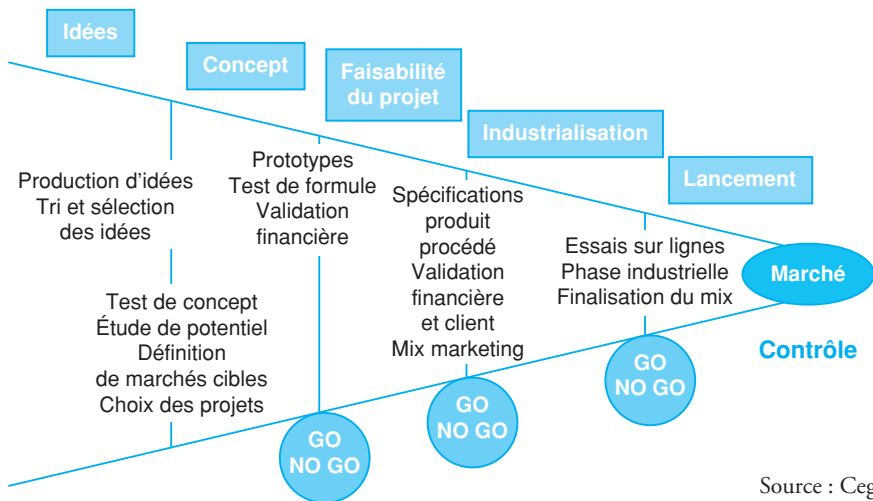 Idées
Concept
Faisabilité
du projet
Industrialisation
Lancement
Production d'idées
Tri et sélection
des idées
Test de concept
Étude de potentiel
Définition
de marchés cibles
Choix des projets
Prototypes
Test de formule
Validation
financière
Spécifications
produit
procédé
Validation
financière
et client
Mix marketing
Essais sur lignes
Phase industrielle
Finalisation du mix
Marché
Contrôle
GO
NO GO
GO
NO GO
GO
NO GO
Source : Ceg